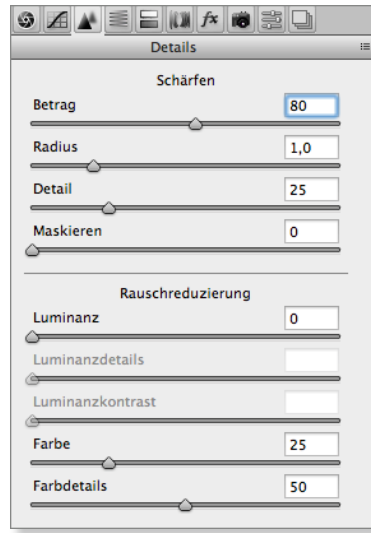 fx
Details
Schärfen
Betrag 80
Radius 1,0
Detail 25
Maskieren 0
Rauschreduzierung
Luminanz 0
Luminanzdetails
Luminanzkontrast
Farbe 25
Farbdetails 50